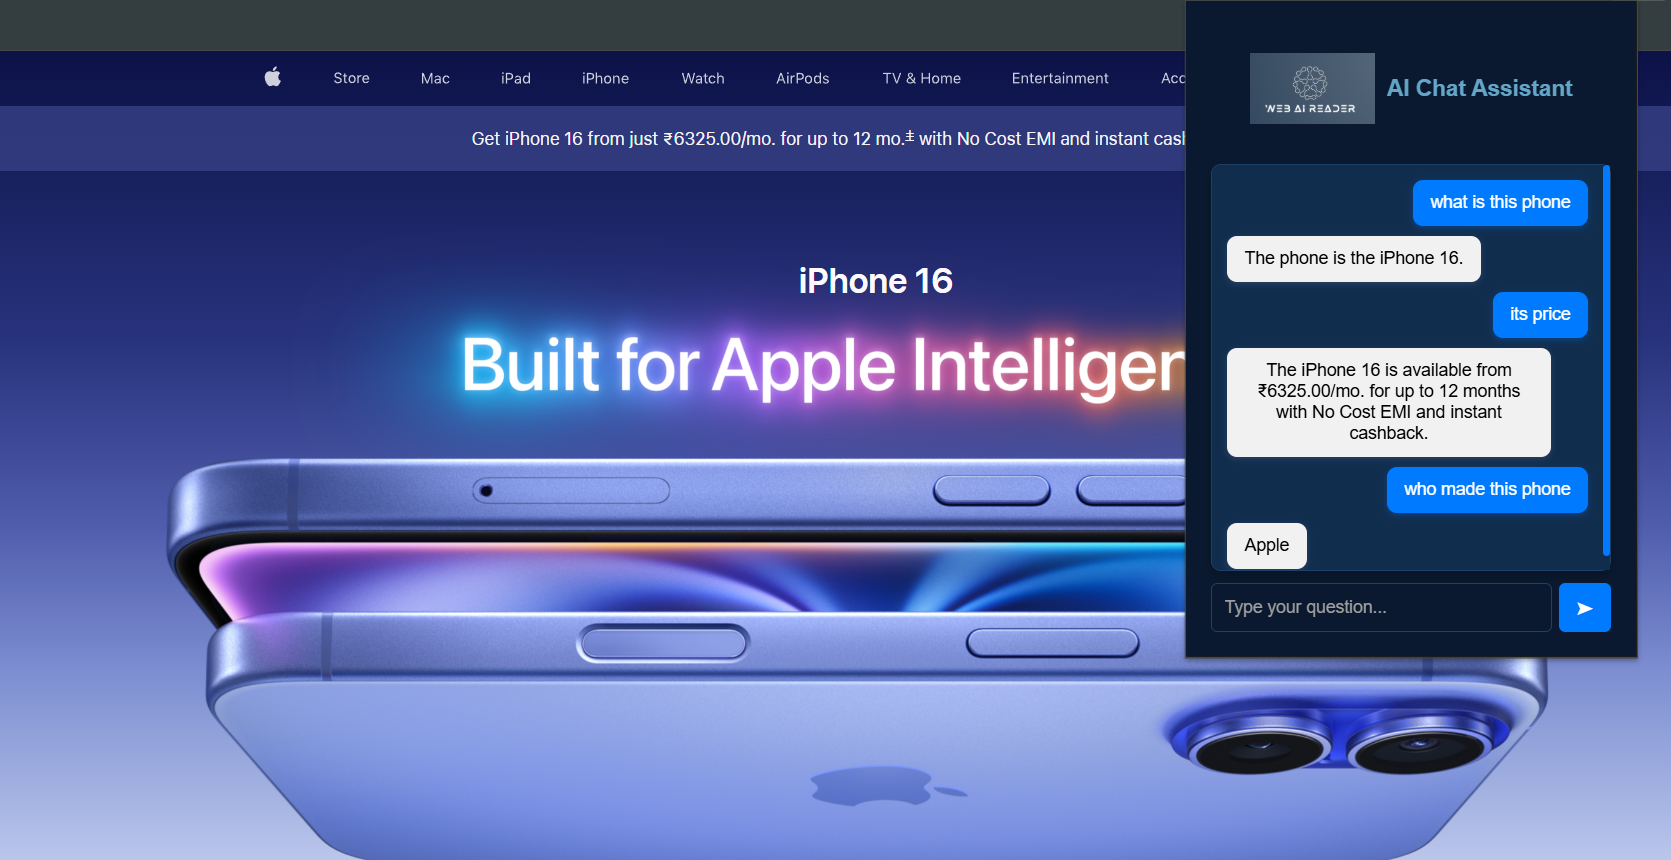 Store Mac iPad iPhone Watch AirPods TV & Home Entertainment Acc
Get iPhone 16 from just ₹6325.00/mo. for up to 12 mo.‡ with No Cost EMI and instant cash
iPhone 16
Built for Apple Intelligen
WEB AI READER
AI Chat Assistant
what is this phone
The phone is the iPhone 16.
its price
The iPhone 16 is available from
₹6325.00/mo. for up to 12 months
with No Cost EMI and instant
cashback.
who made this phone
Apple
Type your question...